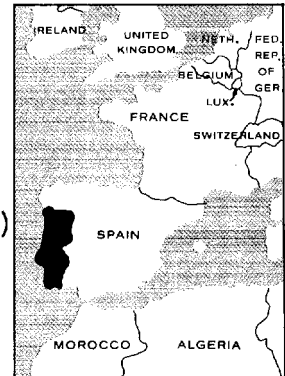 IRELAND
UNITED
KINGDOM
NETH.
FED.
REP.
OF
GER
BELGIUM
LUX.
FRANCE
SWITZERLAND
SPAIN
MOROCCO
ALGERIA
)